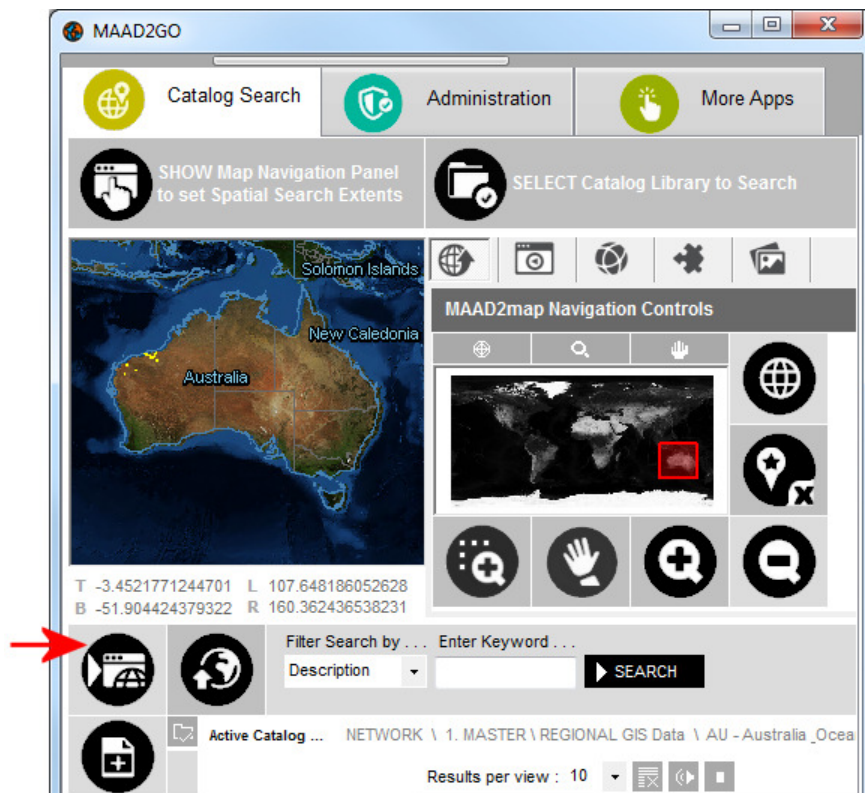 MAAD2GO
Catalog Search
Administration
More Apps
SHOW Map Navigation Panel
to set Spatial Search Extents
SELECT Catalog Library to Search
Solomon Islands
New Caledonia
Australia
MAAD2map Navigation Controls
T -3.4521771244701 L 107.648186052628
B -51.904424379322 R 160.362436538231
Filter Search by . . . Enter Keyword . . .
Description
SEARCH
Active Catalog ... NETWORK \ 1. MASTER \ REGIONAL GIS Data \ AU - Australia_Ocea
Results per view : 10